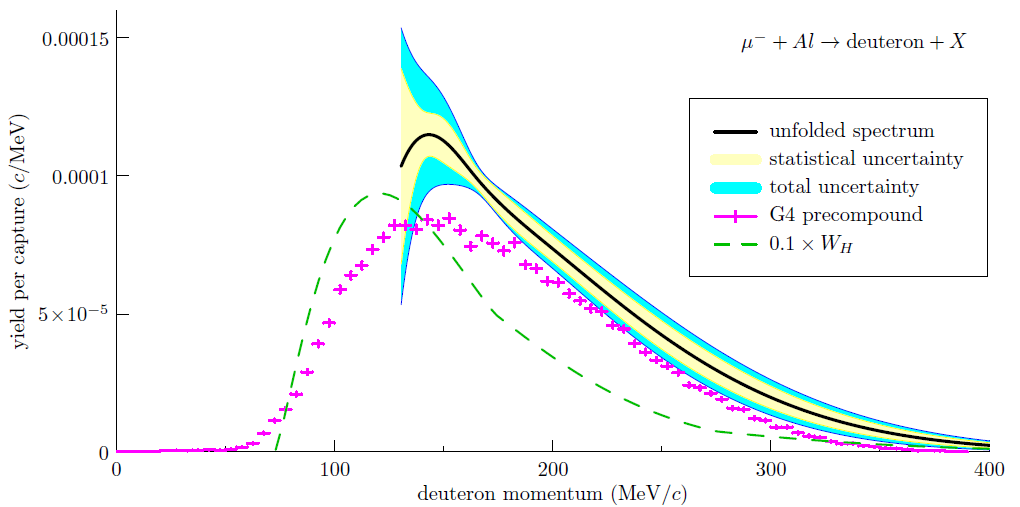 0.00015
0.0001
5×10⁻⁵
0
yield per capture (c/MeV)
μ⁻ + Al → deuteron + X
unfolded spectrum
statistical uncertainty
total uncertainty
G4 precompound
0.1 × W_H
0 100 200 300 400
deuteron momentum (MeV/c)